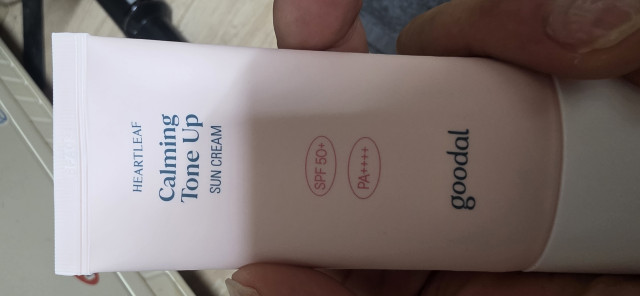 HEARTLEAF
Calming
Tone Up
SUN CREAM
SPF 50+
PA++++
goodal